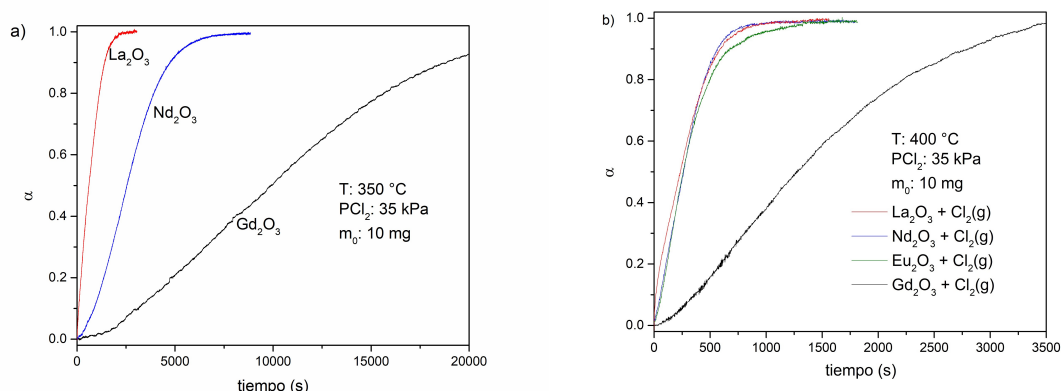 a)
α
1.0
0.8
0.6
0.4
0.2
0.0
La₂O₃
Nd₂O₃
Gd₂O₃
T: 350 °C
PCl₂: 35 kPa
m₀: 10 mg
0 5000 10000 15000 20000
tiempo (s)
b)
α
1.0
0.8
0.6
0.4
0.2
0.0
T: 400 °C
PCl₂: 35 kPa
m₀: 10 mg
La₂O₃ + Cl₂(g)
Nd₂O₃ + Cl₂(g)
Eu₂O₃ + Cl₂(g)
Gd₂O₃ + Cl₂(g)
0 500 1000 1500 2000 2500 3000 3500
tiempo (s)